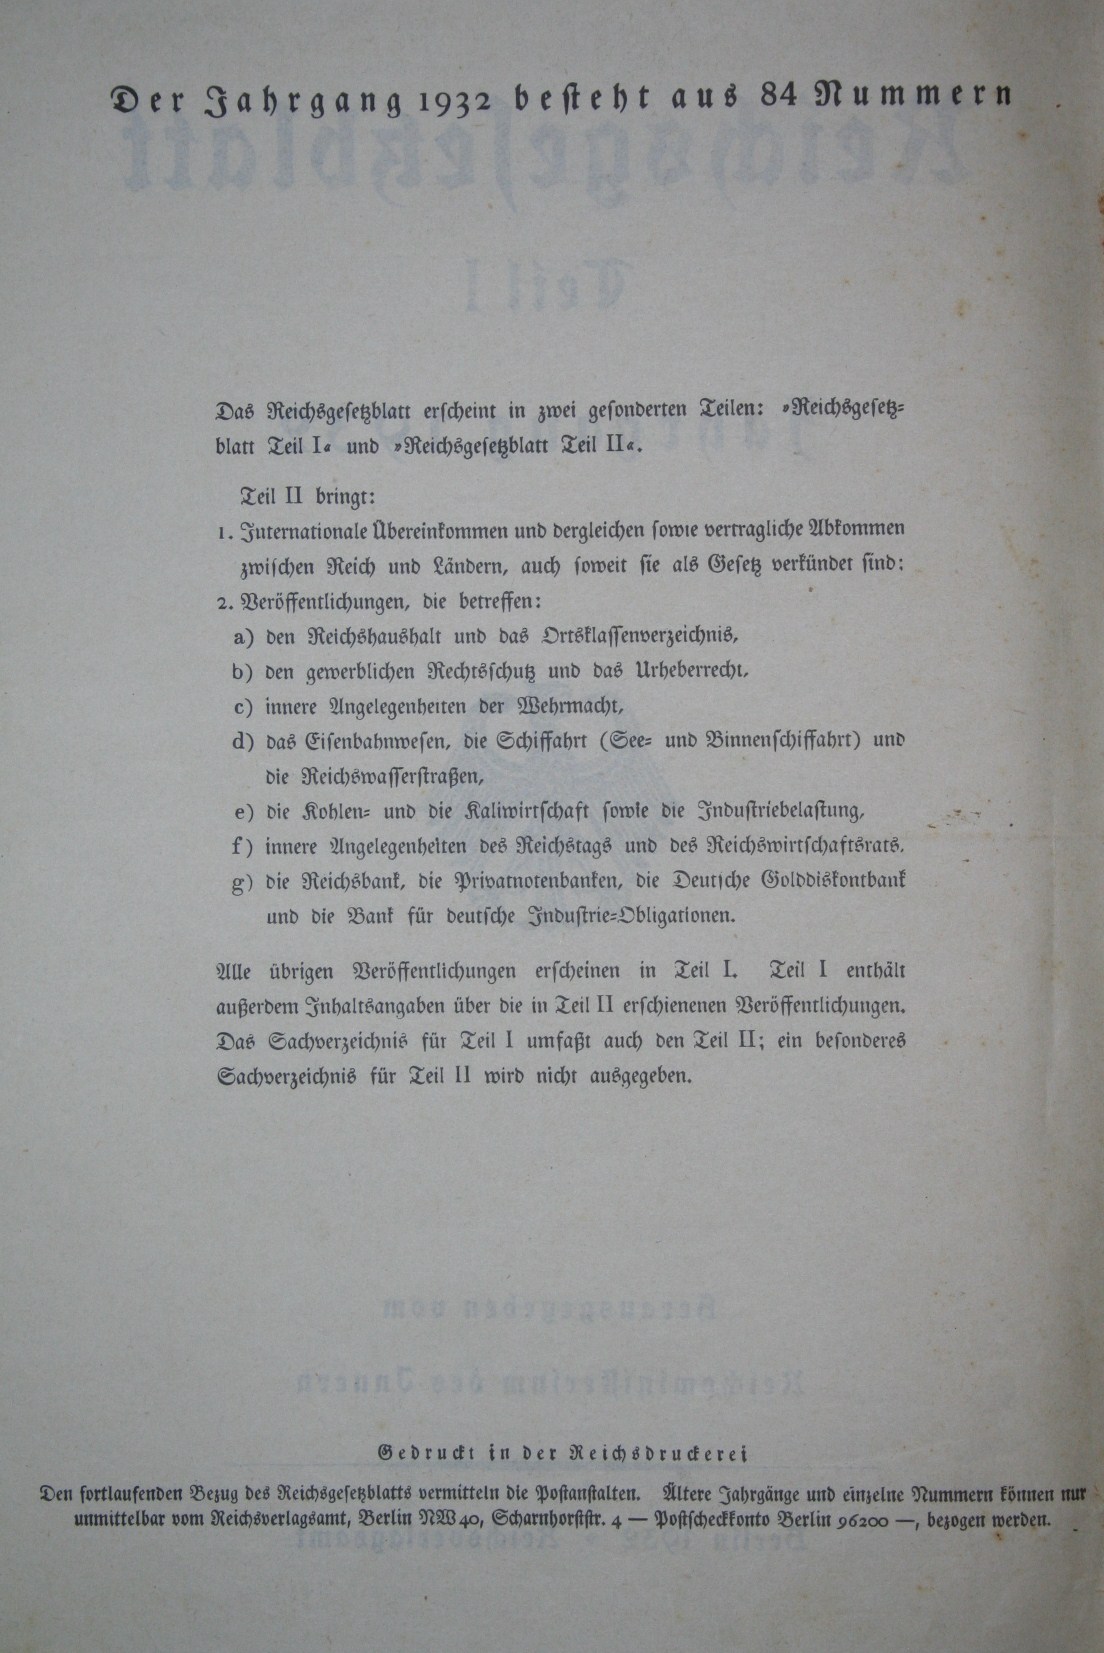 Der Jahrgang 1932 besteht aus 84 Nummern
Das Reichsgesetzblatt erscheint in zwei gesonderten Teilen: »Reichsgesetz-
blatt Teil I« und »Reichsgesetzblatt Teil II«.
Teil II bringt:
1. Internationale Übereinkommen und dergleichen sowie vertragliche Abkommen
zwischen Reich und Ländern, auch soweit sie als Gesetz verkündet sind:
2. Veröffentlichungen, die betreffen:
a) den Reichshaushalt und das Ortsklassenverzeichnis,
b) den gewerblichen Rechtsschutz und das Urheberrecht,
c) innere Angelegenheiten der Wehrmacht,
d) das Eisenbahnwesen, die Schiffahrt (See- und Binnenschiffahrt) und
die Reichswasserstraßen,
e) die Kohlen- und die Kaliwirtschaft sowie die Industriebelastung,
f) innere Angelegenheiten des Reichstags und des Reichswirtschaftsrats.
g) die Reichsbank, die Privatnotenbanken, die Deutsche Golddiskontbank
und die Bank für deutsche Industrie-Obligationen.
Alle übrigen Veröffentlichungen erscheinen in Teil I. Teil I enthält
außerdem Inhaltsangaben über die in Teil II erschienenen Veröffentlichungen.
Das Sachverzeichnis für Teil I umfaßt auch den Teil II; ein besonderes
Sachverzeichnis für Teil II wird nicht ausgegeben.
Herausgegeben vom
Reichsministerium des Innern
Gedruckt in der Reichsdruckerei
Den fortlaufenden Bezug des Reichsgesetzblatts vermitteln die Postanstalten. Ältere Jahrgänge und einzelne Nummern können nur
unmittelbar vom Reichsverlagsamt, Berlin NW 40, Scharnhorststr. 4 — Postscheckkonto Berlin 96200 —, bezogen werden.